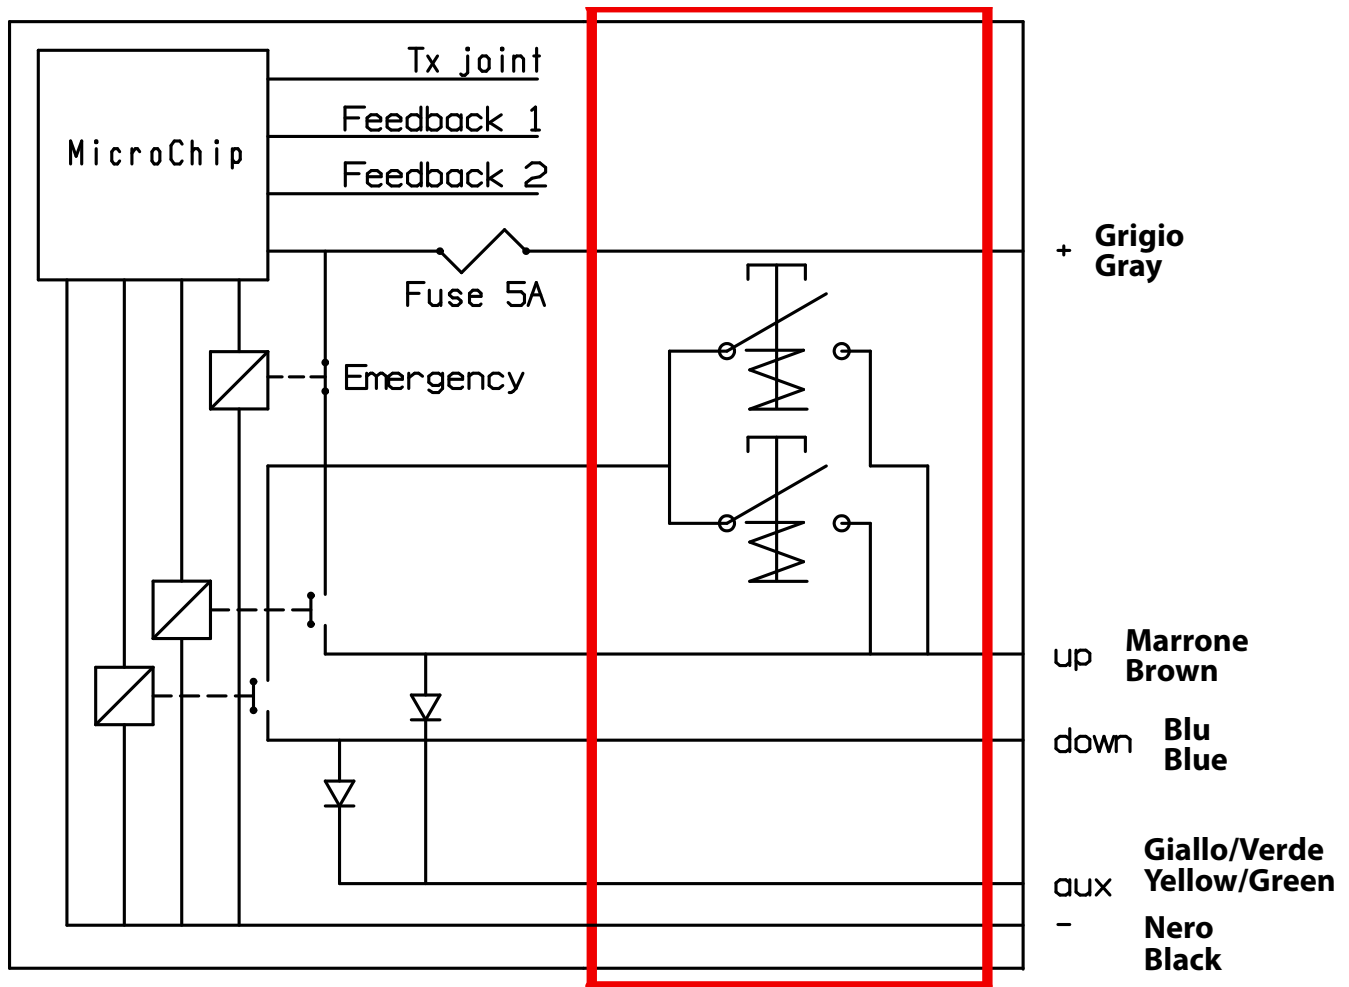 Tx joint
Feedback 1
MicroChip
Feedback 2
+ Grigio
Gray
Fuse 5A
Emergency
up Marrone
Brown
down Blu
Blue
Giallo/Verde
aux Yellow/Green
- Nero
Black